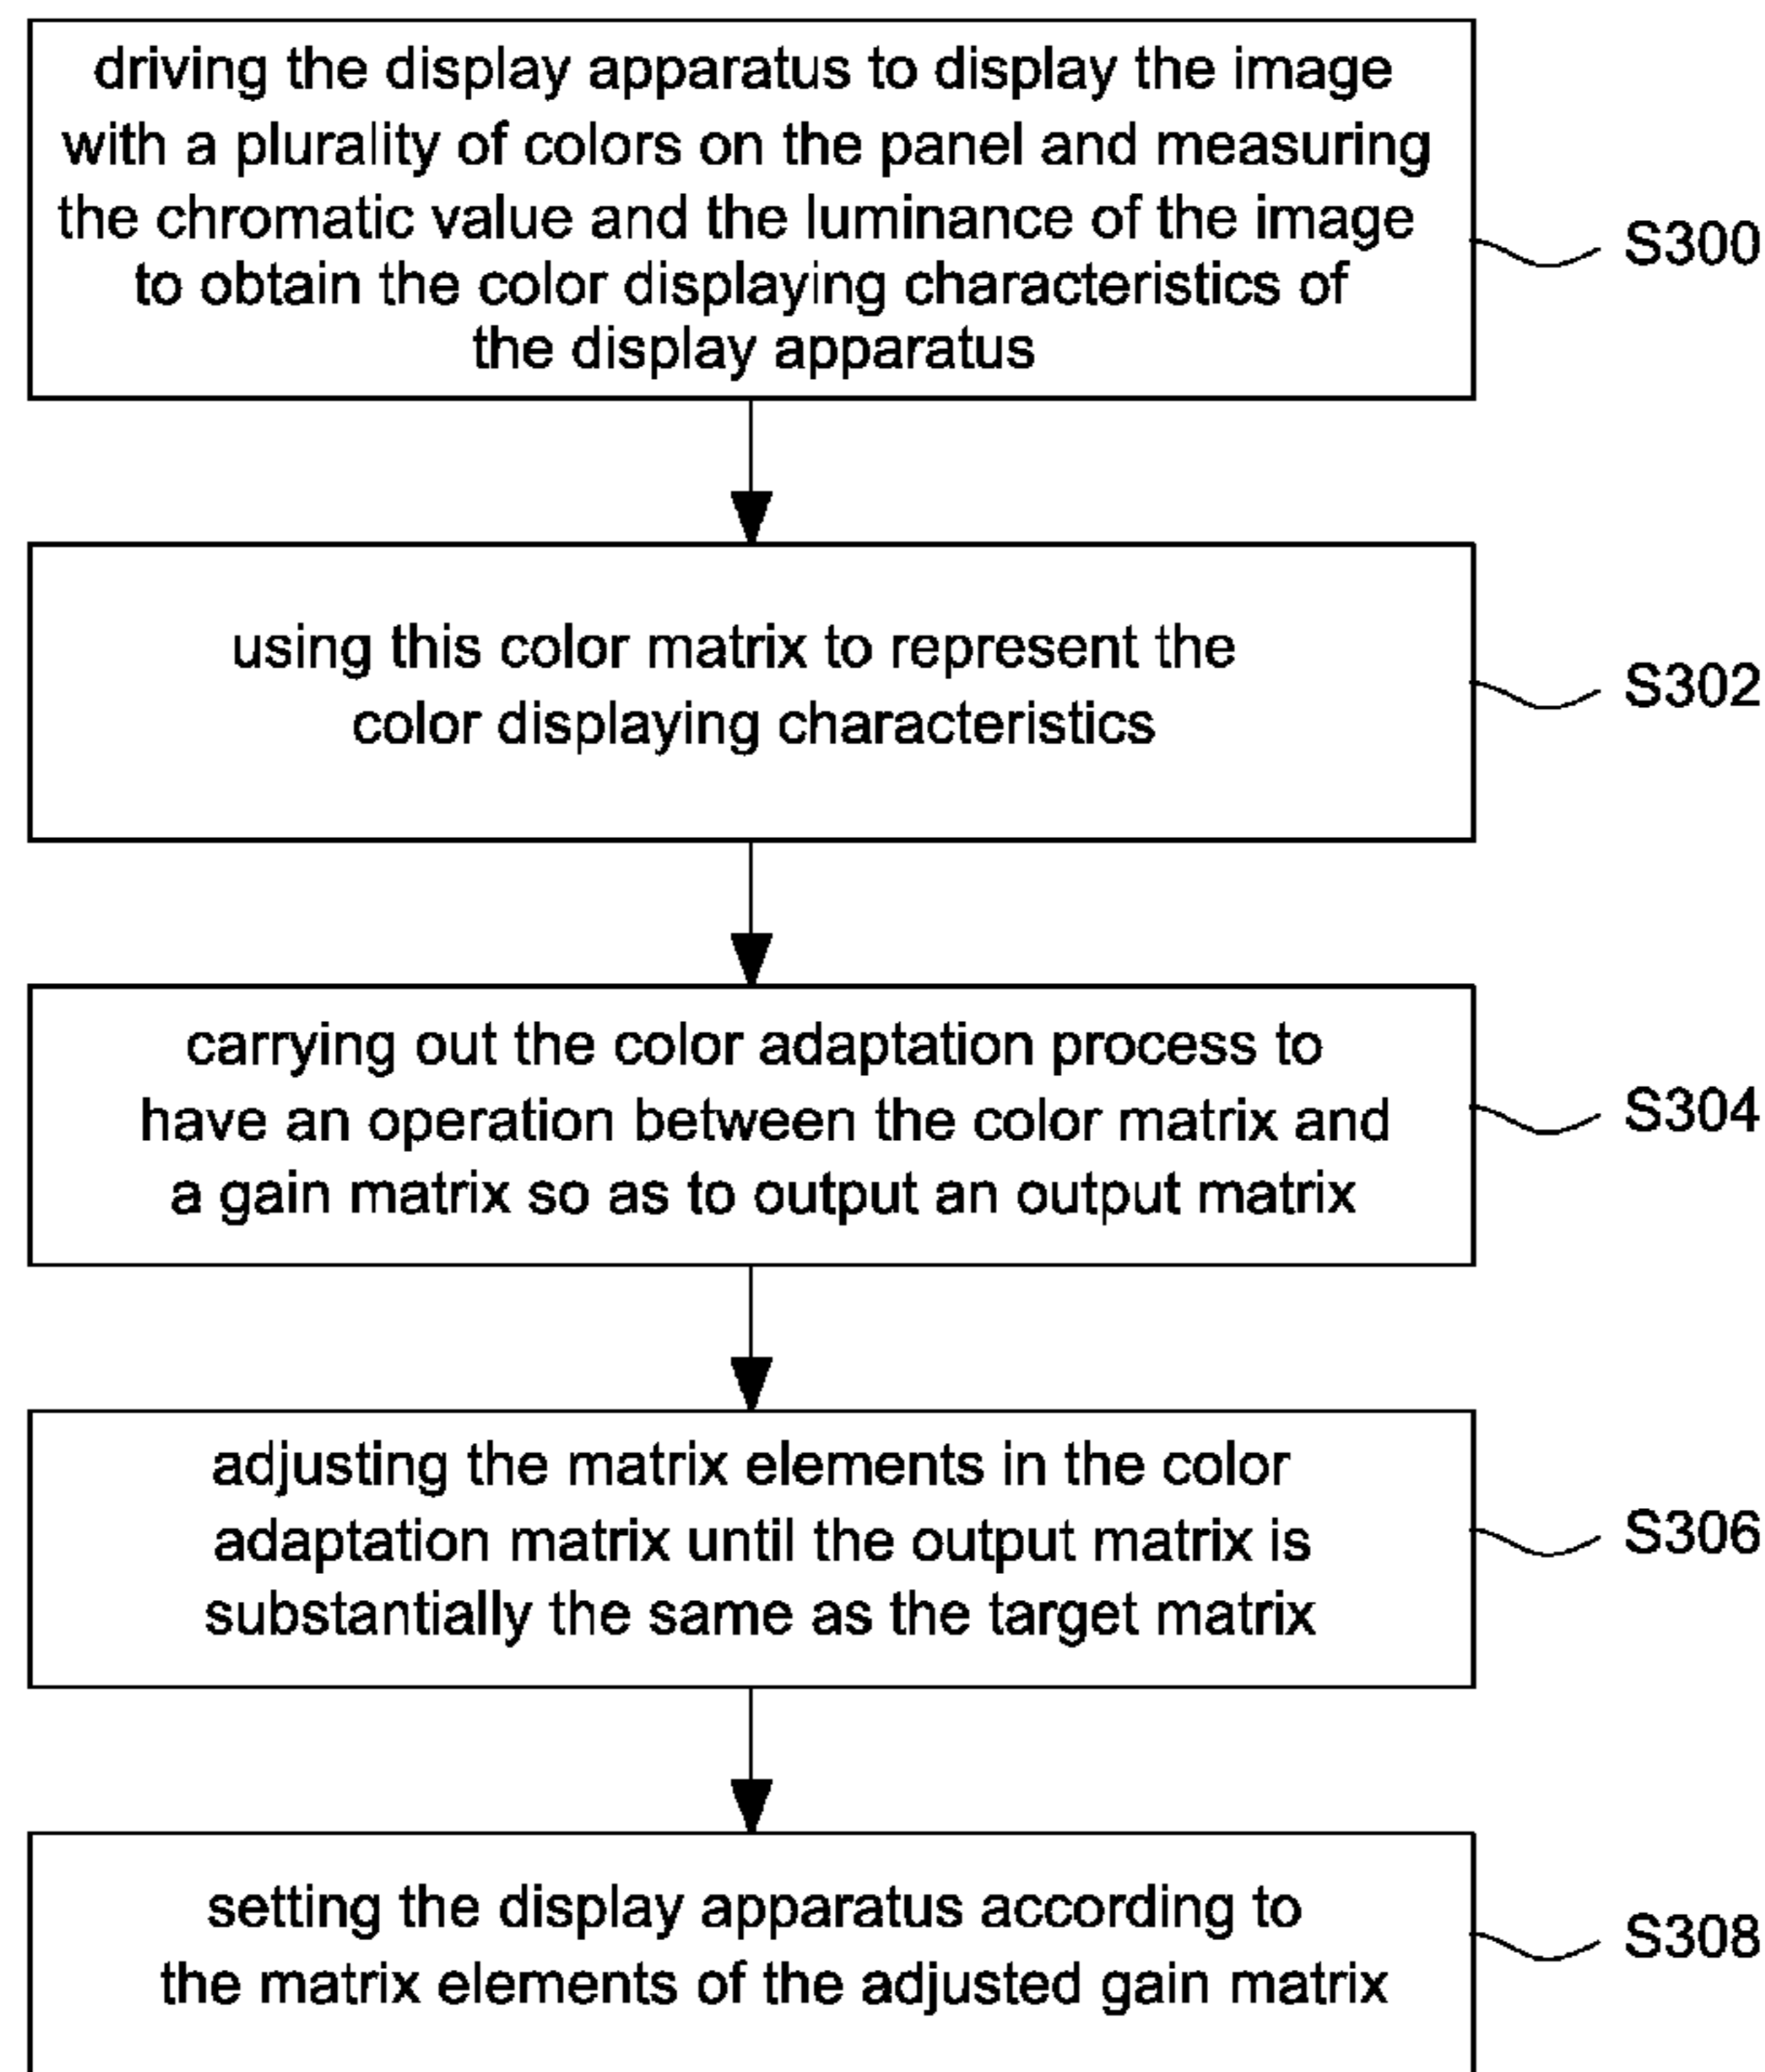 driving the display apparatus to display the image
with a plurality of colors on the panel and measuring
the chromatic value and the luminance of the image
to obtain the color displaying characteristics of
the display apparatus
S300
using this color matrix to represent the
color displaying characteristics
S302
carrying out the color adaptation process to
have an operation between the color matrix and
a gain matrix so as to output an output matrix
S304
adjusting the matrix elements in the color
adaptation matrix until the output matrix is
substantially the same as the target matrix
S306
setting the display apparatus according to
the matrix elements of the adjusted gain matrix
S308